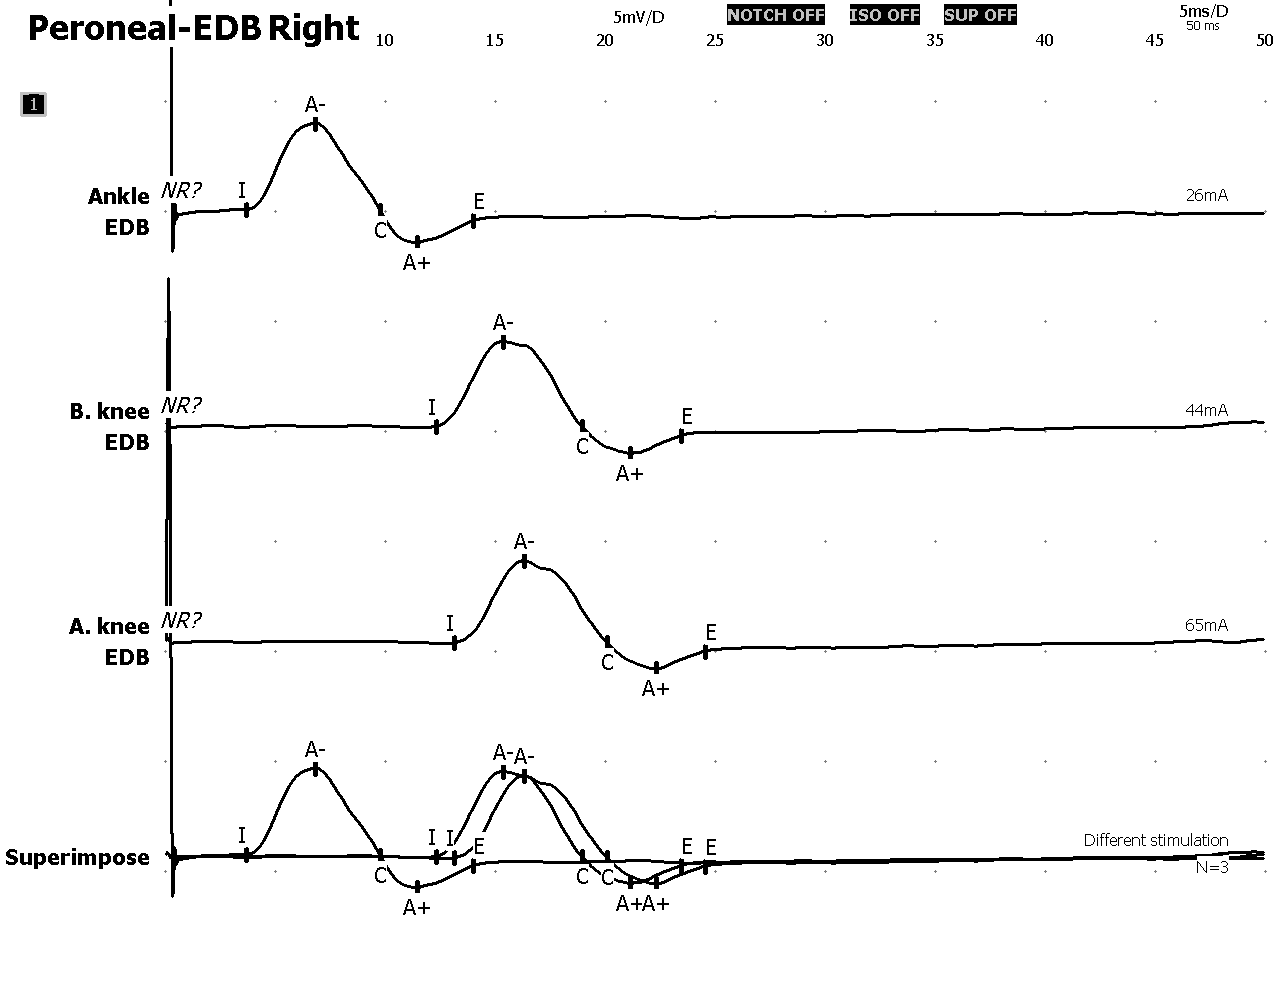 Peroneal-EDB Right
5mV/D NOTCH OFF ISO OFF SUP OFF 5ms/D
50 ms
10 15 20 25 30 35 40 45 50
1
A-
Ankle NR? I C A+ E 26mA
EDB
A-
B. knee NR? I C A+ E 44mA
EDB
A-
A. knee NR? I C A+ E 65mA
EDB
A- A- A-
Superimpose I I I E E E Different stimulation
C C C N=3
A+ A+ A+